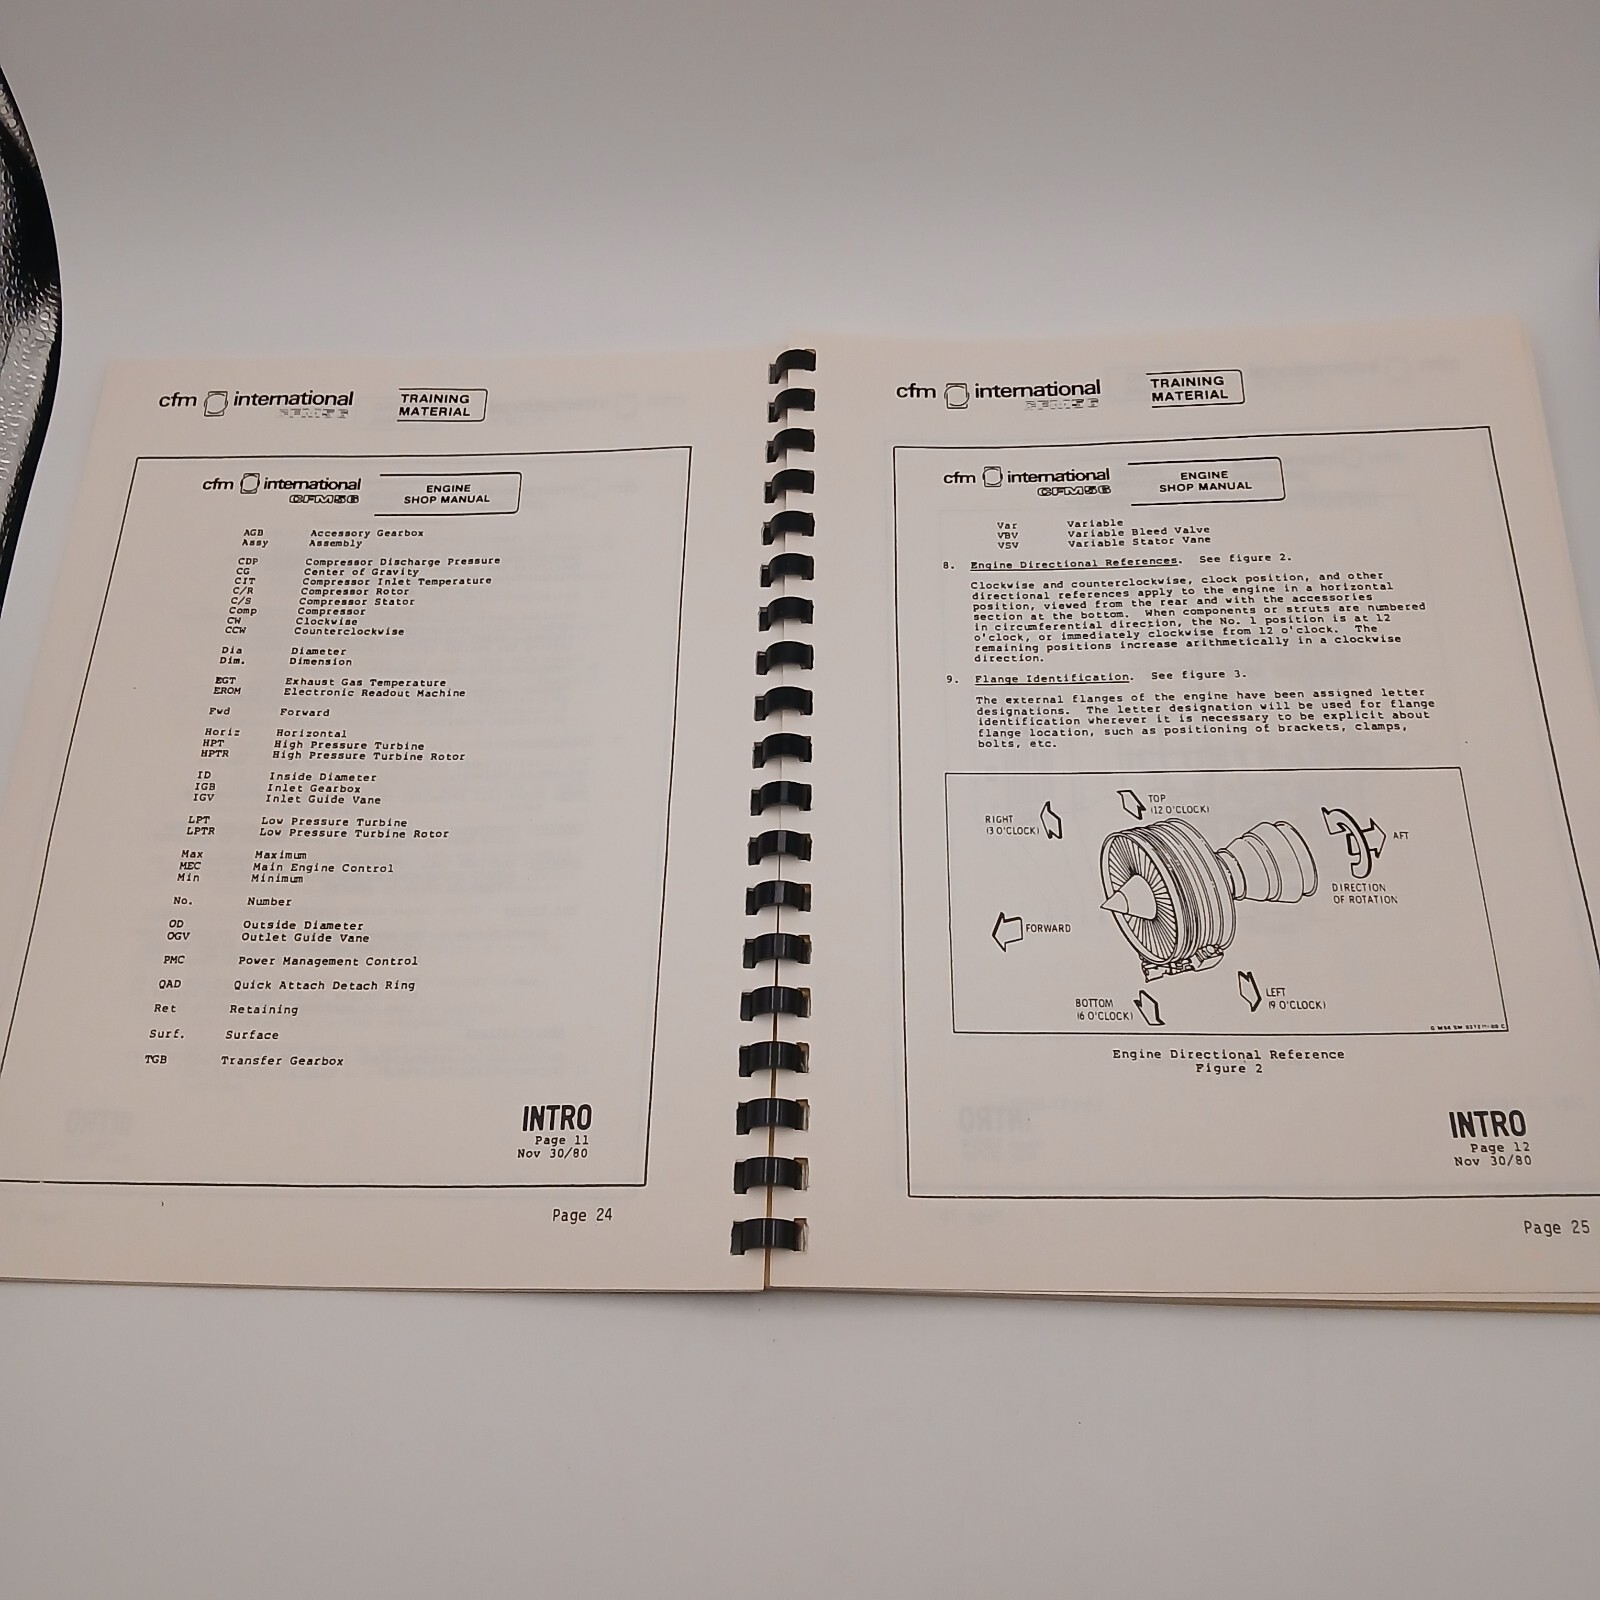 cfm international
CFM56
TRAINING
MATERIAL
cfm international
CFM56
ENGINE
SHOP MANUAL
AGB Accessory Gearbox
Assy Assembly
CDP Compressor Discharge Pressure
CG Center of Gravity
CIT Compressor Inlet Temperature
C/R Compressor Rotor
C/S Compressor Stator
Comp Compressor
CW Clockwise
CCW Counterclockwise
Dia Diameter
Dim. Dimension
EGT Exhaust Gas Temperature
EROM Electronic Readout Machine
Fwd Forward
Horiz Horizontal
HPT High Pressure Turbine
HPTR High Pressure Turbine Rotor
ID Inside Diameter
IGB Inlet Gearbox
IGV Inlet Guide Vane
LPT Low Pressure Turbine
LPTR Low Pressure Turbine Rotor
Max Maximum
MEC Main Engine Control
Min Minimum
No. Number
OD Outside Diameter
OGV Outlet Guide Vane
PMC Power Management Control
QAD Quick Attach Detach Ring
Ret Retaining
Surf. Surface
TGB Transfer Gearbox
INTRO
Page 11
Nov 30/80
Page 24
cfm international
CFM56
TRAINING
MATERIAL
cfm international
CFM56
ENGINE
SHOP MANUAL
Var Variable
VBV Variable Bleed Valve
VSV Variable Stator Vane
8. Engine Directional References. See figure 2.
Clockwise and counterclockwise, clock position, and other
directional references apply to the engine in a horizontal
position, viewed from the rear and with the accessories
section at the bottom. When components or struts are numbered
in circumferential direction, the No. 1 position is at 12
o'clock, or immediately clockwise from 12 o'clock. The
remaining positions increase arithmetically in a clockwise
direction.
9. Flange Identification. See figure 3.
The external flanges of the engine have been assigned letter
designations. The letter designation will be used for flange
identification wherever it is necessary to be explicit about
flange location, such as positioning of brackets, clamps,
bolts, etc.
TOP
(12 O'CLOCK)
RIGHT
(3 O'CLOCK)
AFT
DIRECTION
OF ROTATION
FORWARD
LEFT
(9 O'CLOCK)
BOTTOM
(6 O'CLOCK)
Engine Directional Reference
Figure 2
INTRO
Page 12
Nov 30/80
Page 25